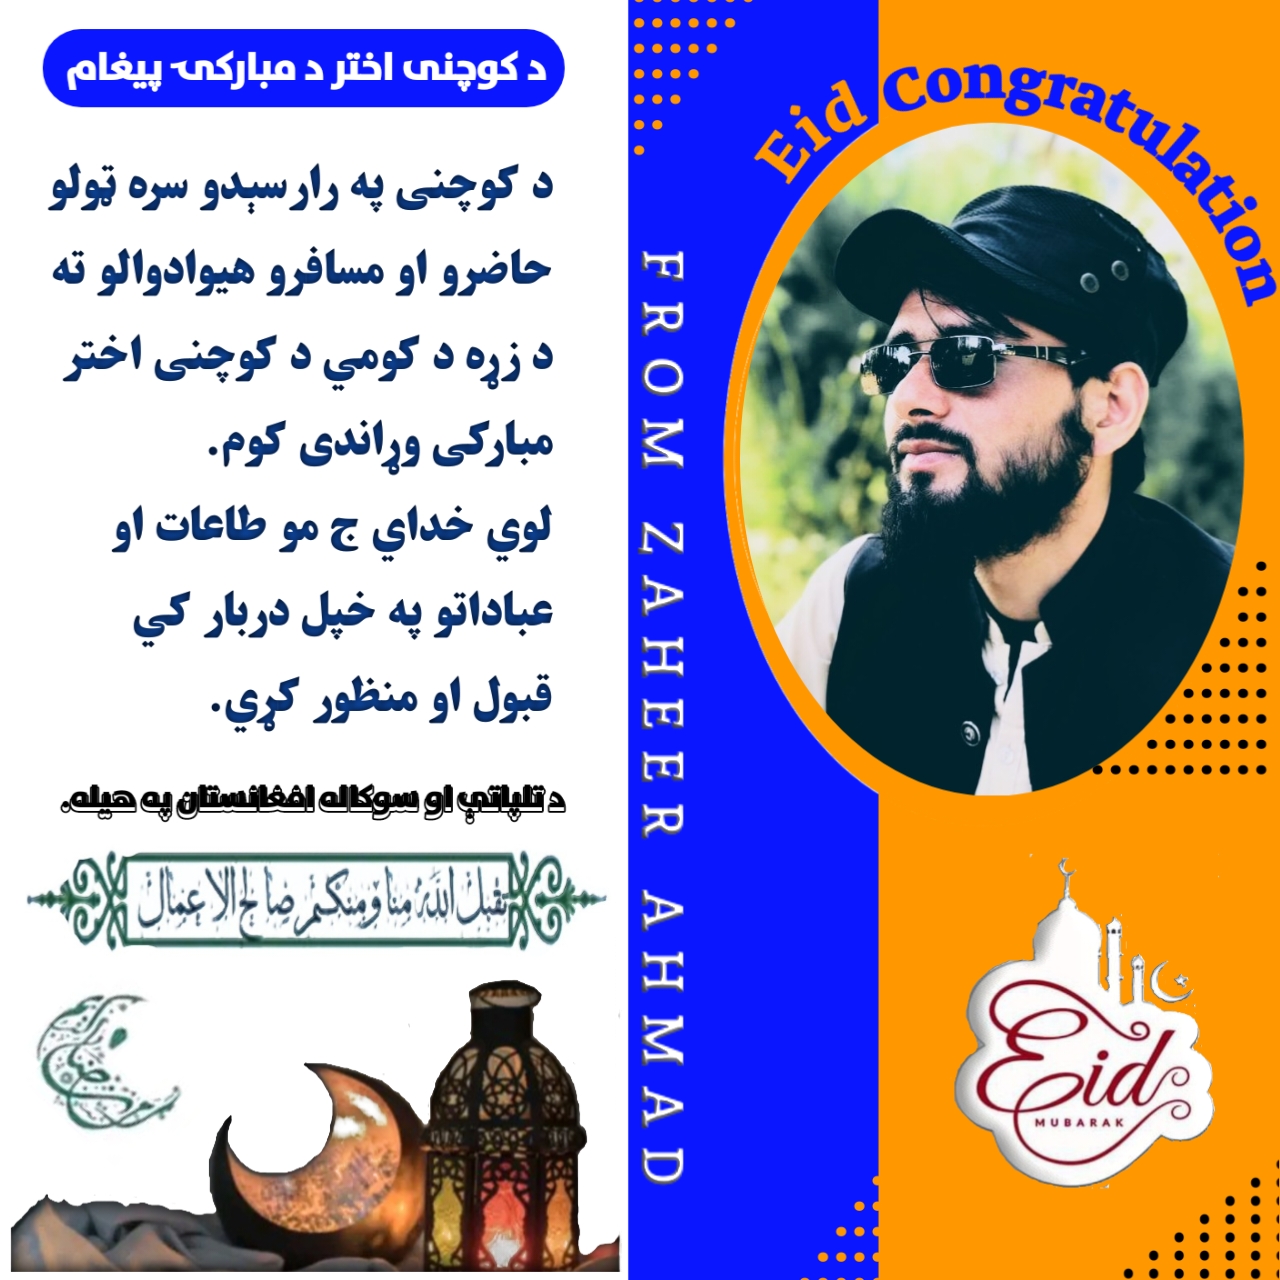 د کوچنی اختر د مبارکۍ پیغام
د کوچنی په رارسېدو سره ټولو
حاضرو او مسافرو هیوادوالو ته
د زړه د کومي د کوچنی اختر
مبارکی وړاندی کوم.
لوي خداي ج مو طاعات او
عباداتو په خپل دربار کي
قبول او منظور کړي.
د تلپاتې او سوکاله افغانستان په هیله.
تقبل الله منا ومنكم صالح الاعمال
FROM ZAHEER AHMAD
Eid Congratulation
Eid
MUBARAK